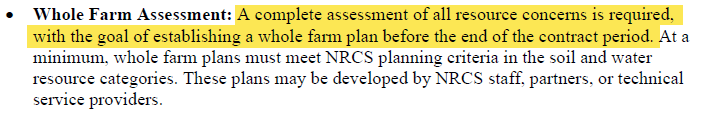 • Whole Farm Assessment: A complete assessment of all resource concerns is required,
with the goal of establishing a whole farm plan before the end of the contract period. At a
minimum, whole farm plans must meet NRCS planning criteria in the soil and water
resource categories. These plans may be developed by NRCS staff, partners, or technical
service providers.